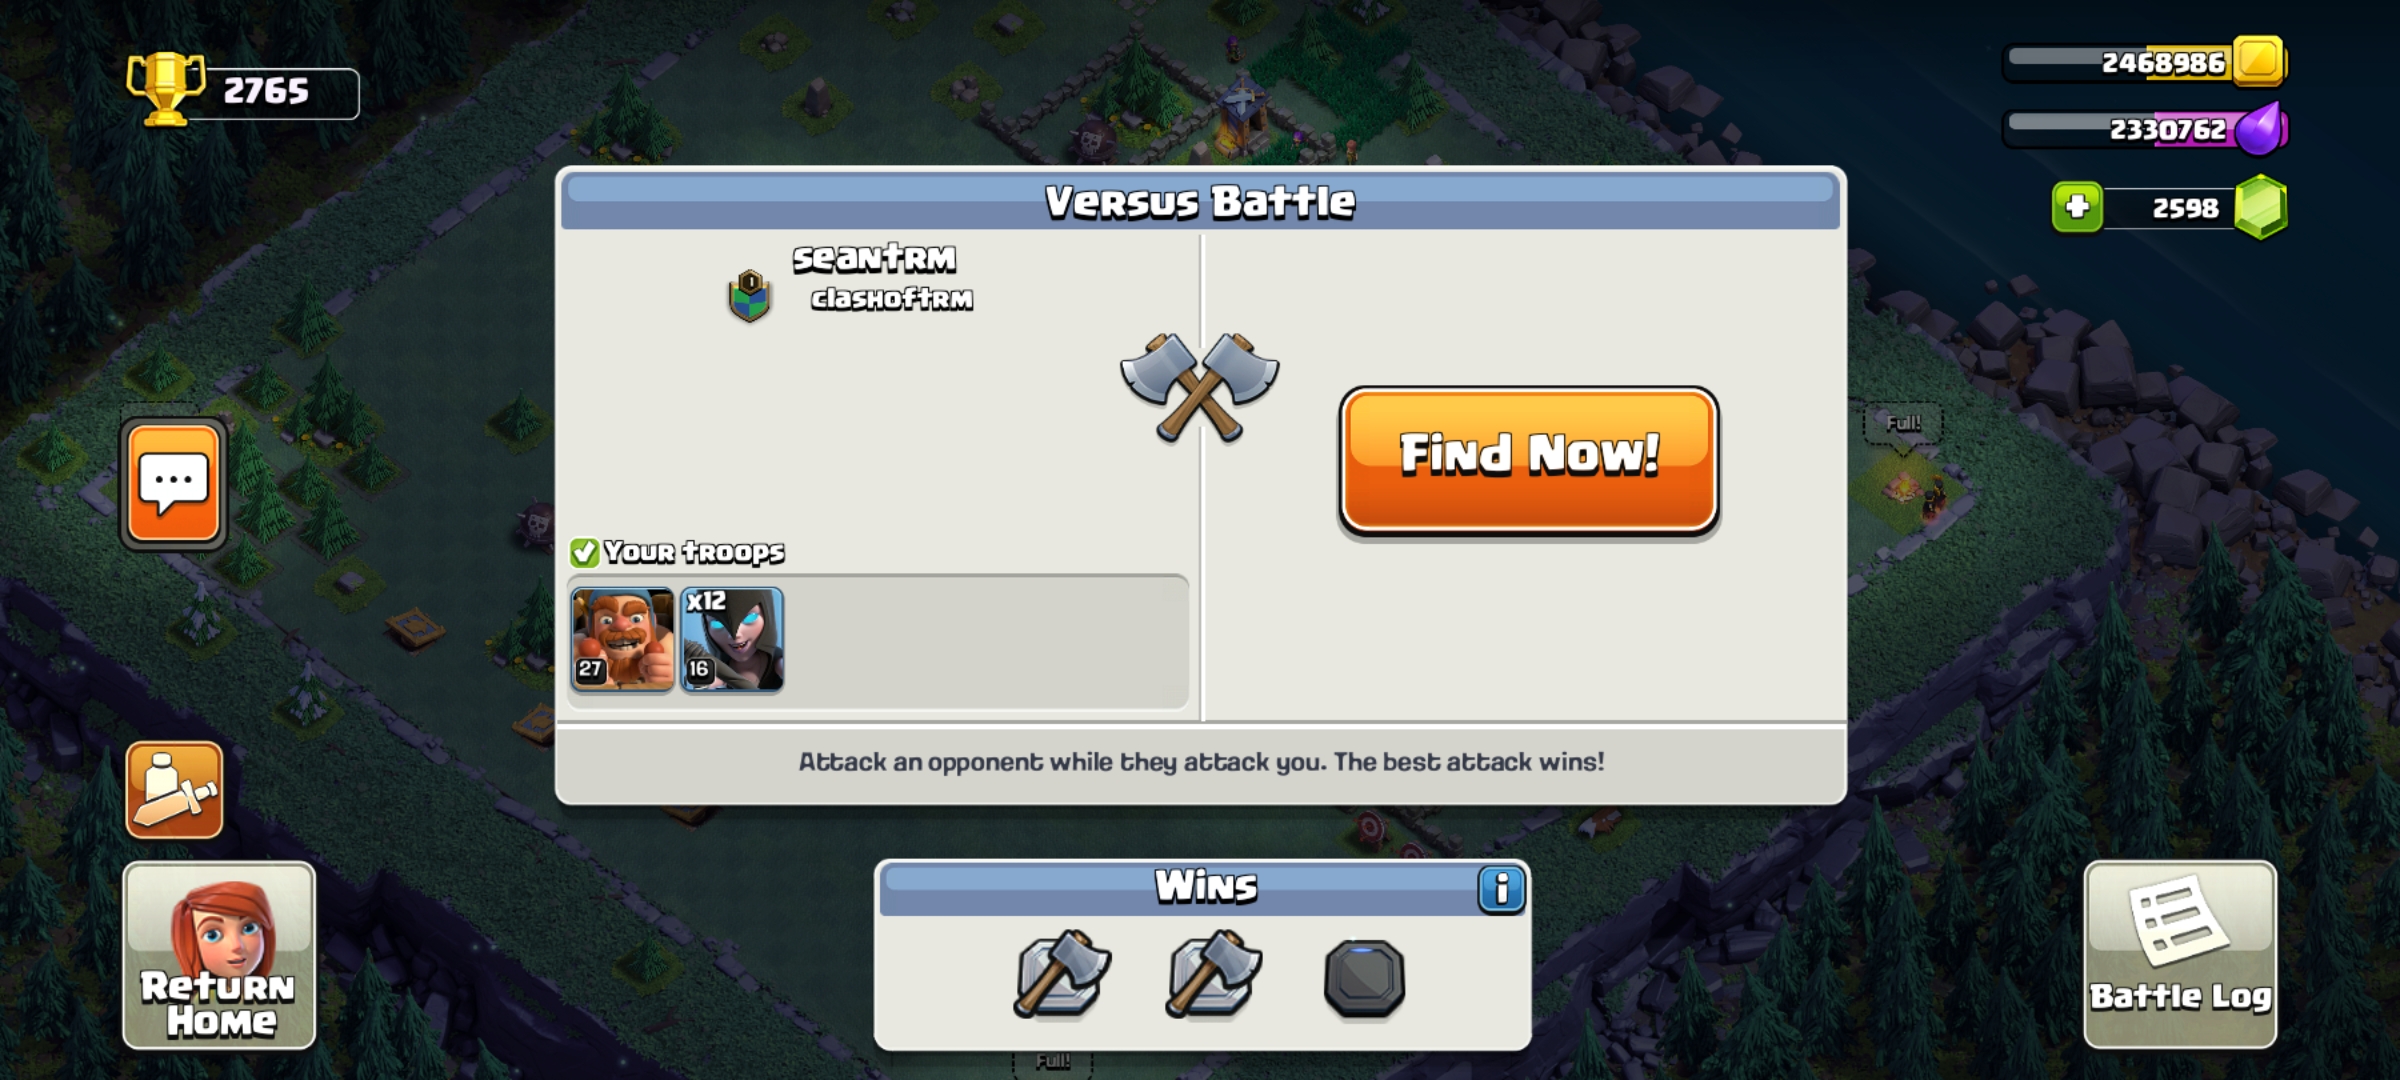 2765
2468986
2330762
2598
Versus Battle
seantrm
1
clashoftrm
Find Now!
Full!
Your troops
27
x12
16
Attack an opponent while they attack you. The best attack wins!
Wins
i
Return
Home
Battle Log
Full!